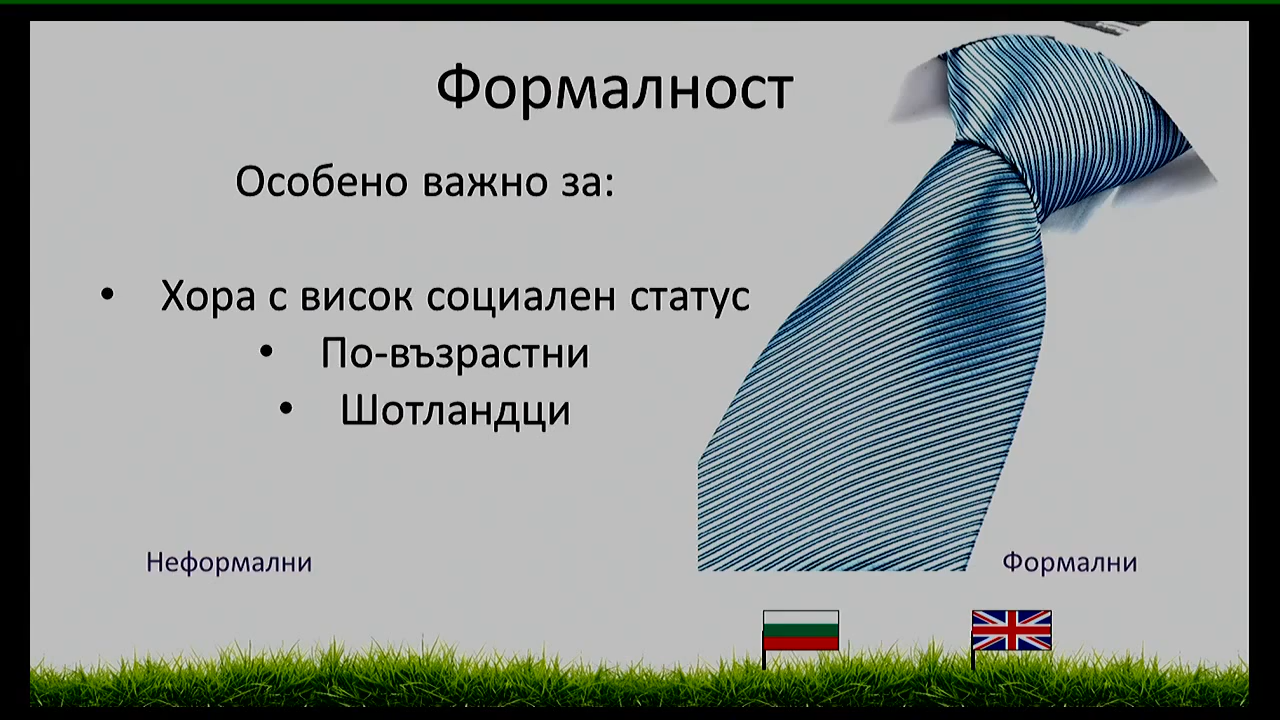 Формалност
Особено важно за:
• Хора с висок социален статус
• По-възрастни
• Шотландци
Неформални
Формални